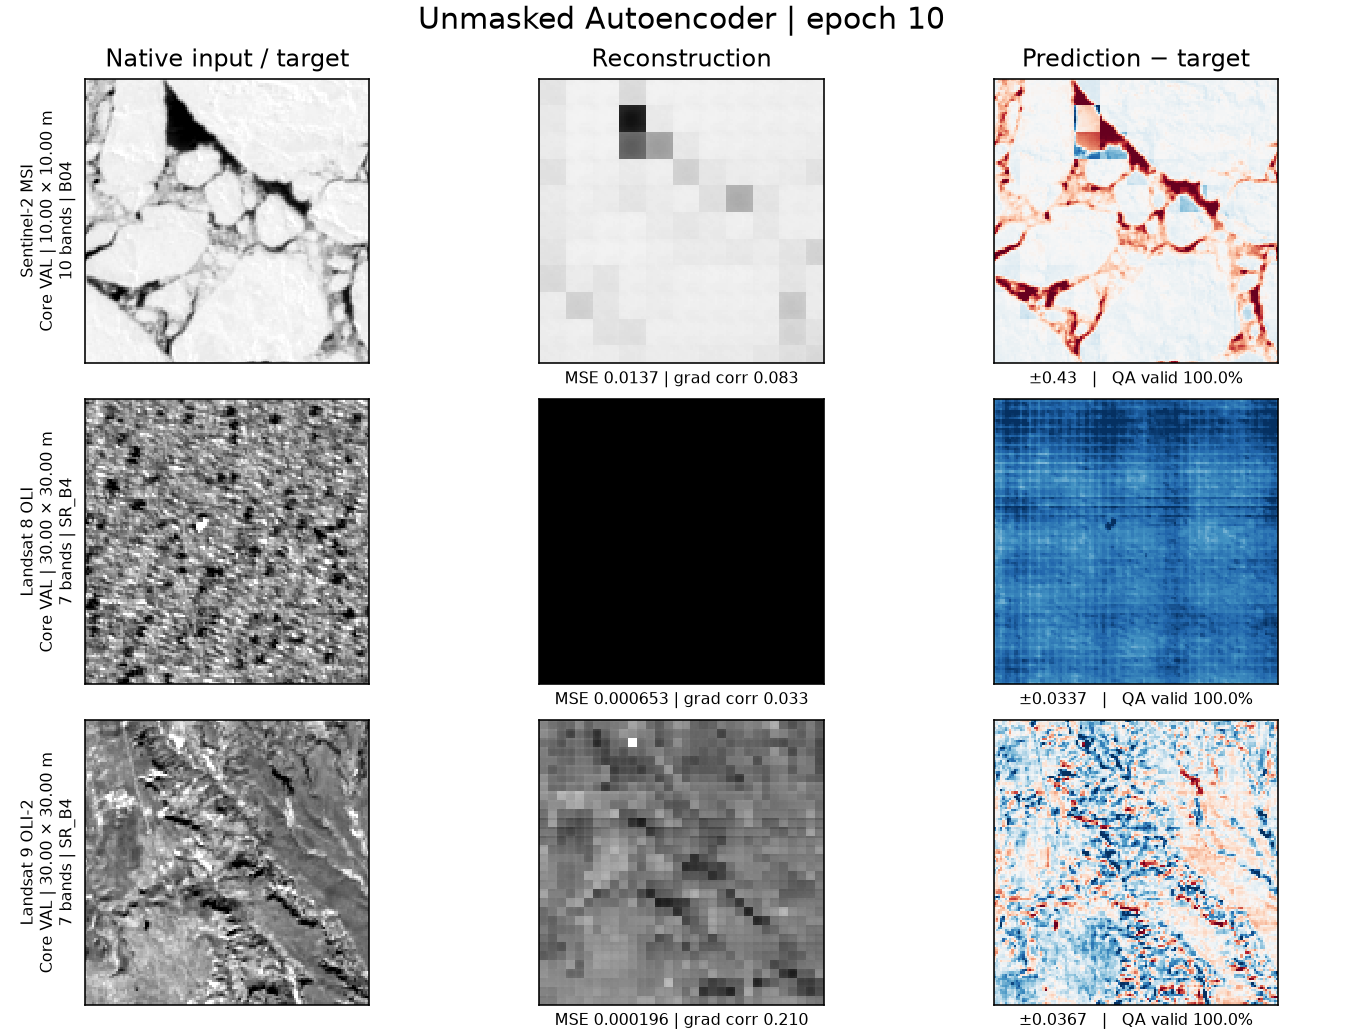 Unmasked Autoencoder | epoch 10
Native input / target
Reconstruction
Prediction − target
Sentinel-2 MSI
Core VAL | 10.00 × 10.00 m
10 bands | B04
MSE 0.0137 | grad corr 0.083
±0.43 | QA valid 100.0%
Landsat 8 OLI
Core VAL | 30.00 × 30.00 m
7 bands | SR_B4
MSE 0.000653 | grad corr 0.033
±0.0337 | QA valid 100.0%
Landsat 9 OLI-2
Core VAL | 30.00 × 30.00 m
7 bands | SR_B4
MSE 0.000196 | grad corr 0.210
±0.0367 | QA valid 100.0%